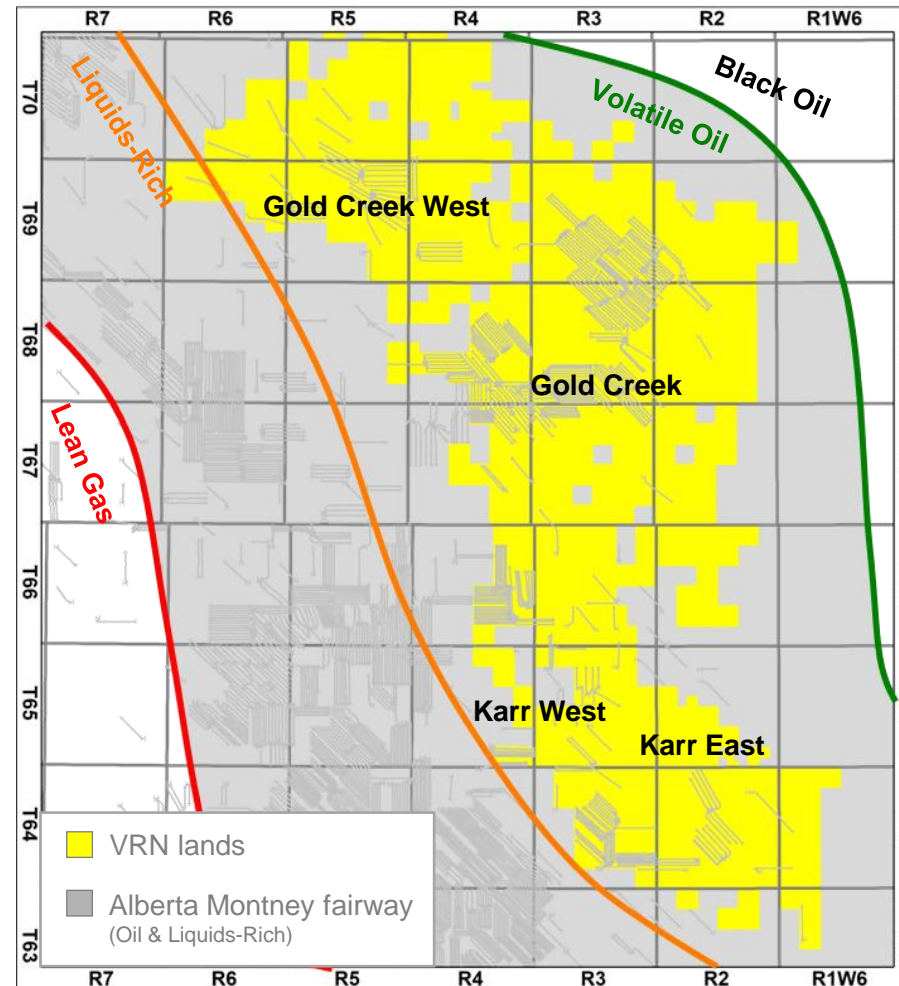 R7 R6 R5 R4 R3 R2 R1W6
T70
T69
T68
T67
T66
T65
T64
T63
Liquids-Rich
Black Oil
Volatile Oil
Gold Creek West
Gold Creek
Lean Gas
Karr West
Karr East
VRN lands
Alberta Montney fairway
(Oil & Liquids-Rich)
R7 R6 R5 R4 R3 R2 R1W6